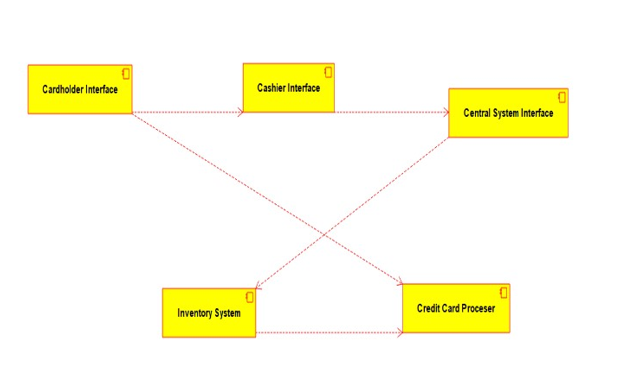 Cardholder Interface
Cashier Interface
Central System Interface
Inventory System
Credit Card Proceser